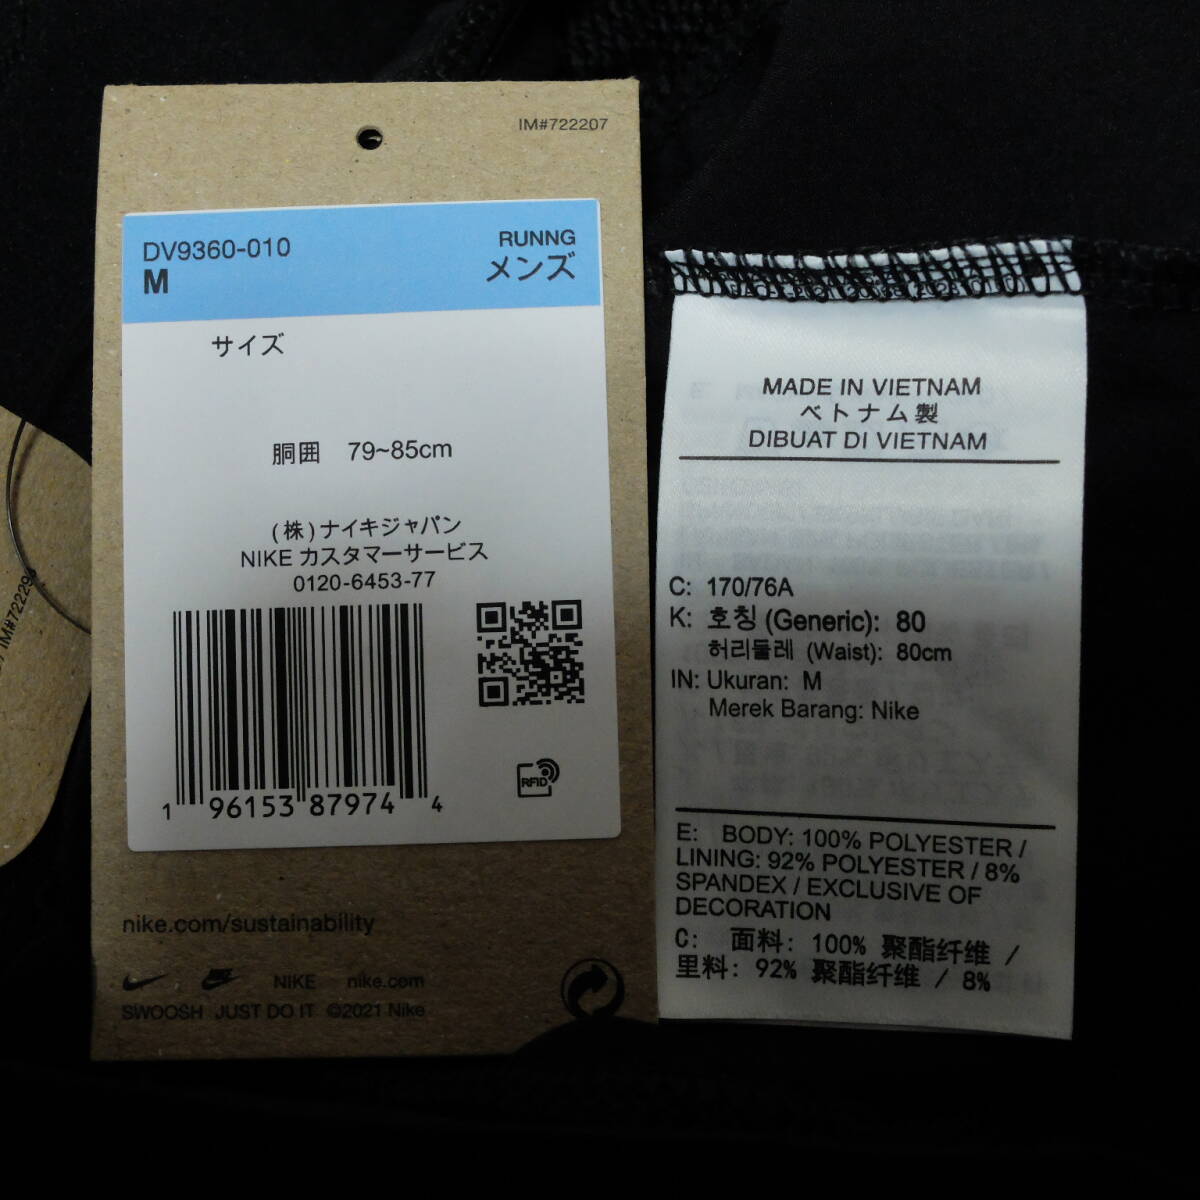 IM#722207
DV9360-010
M
RUNNG
メンズ
サイズ
胴囲 79~85cm
(株)ナイキジャパン
NIKE カスタマーサービス
0120-6453-77
1 96153 87974 4
RFID
nike.com/sustainability
NIKE nike.com
SWOOSH JUST DO IT ©2021 Nike
MADE IN VIETNAM
ベトナム製
DIBUAT DI VIETNAM
C: 170/76A
K: 호칭 (Generic): 80
허리둘레 (Waist): 80cm
IN: Ukuran: M
Merek Barang: Nike
E: BODY: 100% POLYESTER /
LINING: 92% POLYESTER / 8%
SPANDEX / EXCLUSIVE OF
DECORATION
C: 面料: 100% 聚酯纤维 /
里料: 92% 聚酯纤维 / 8%